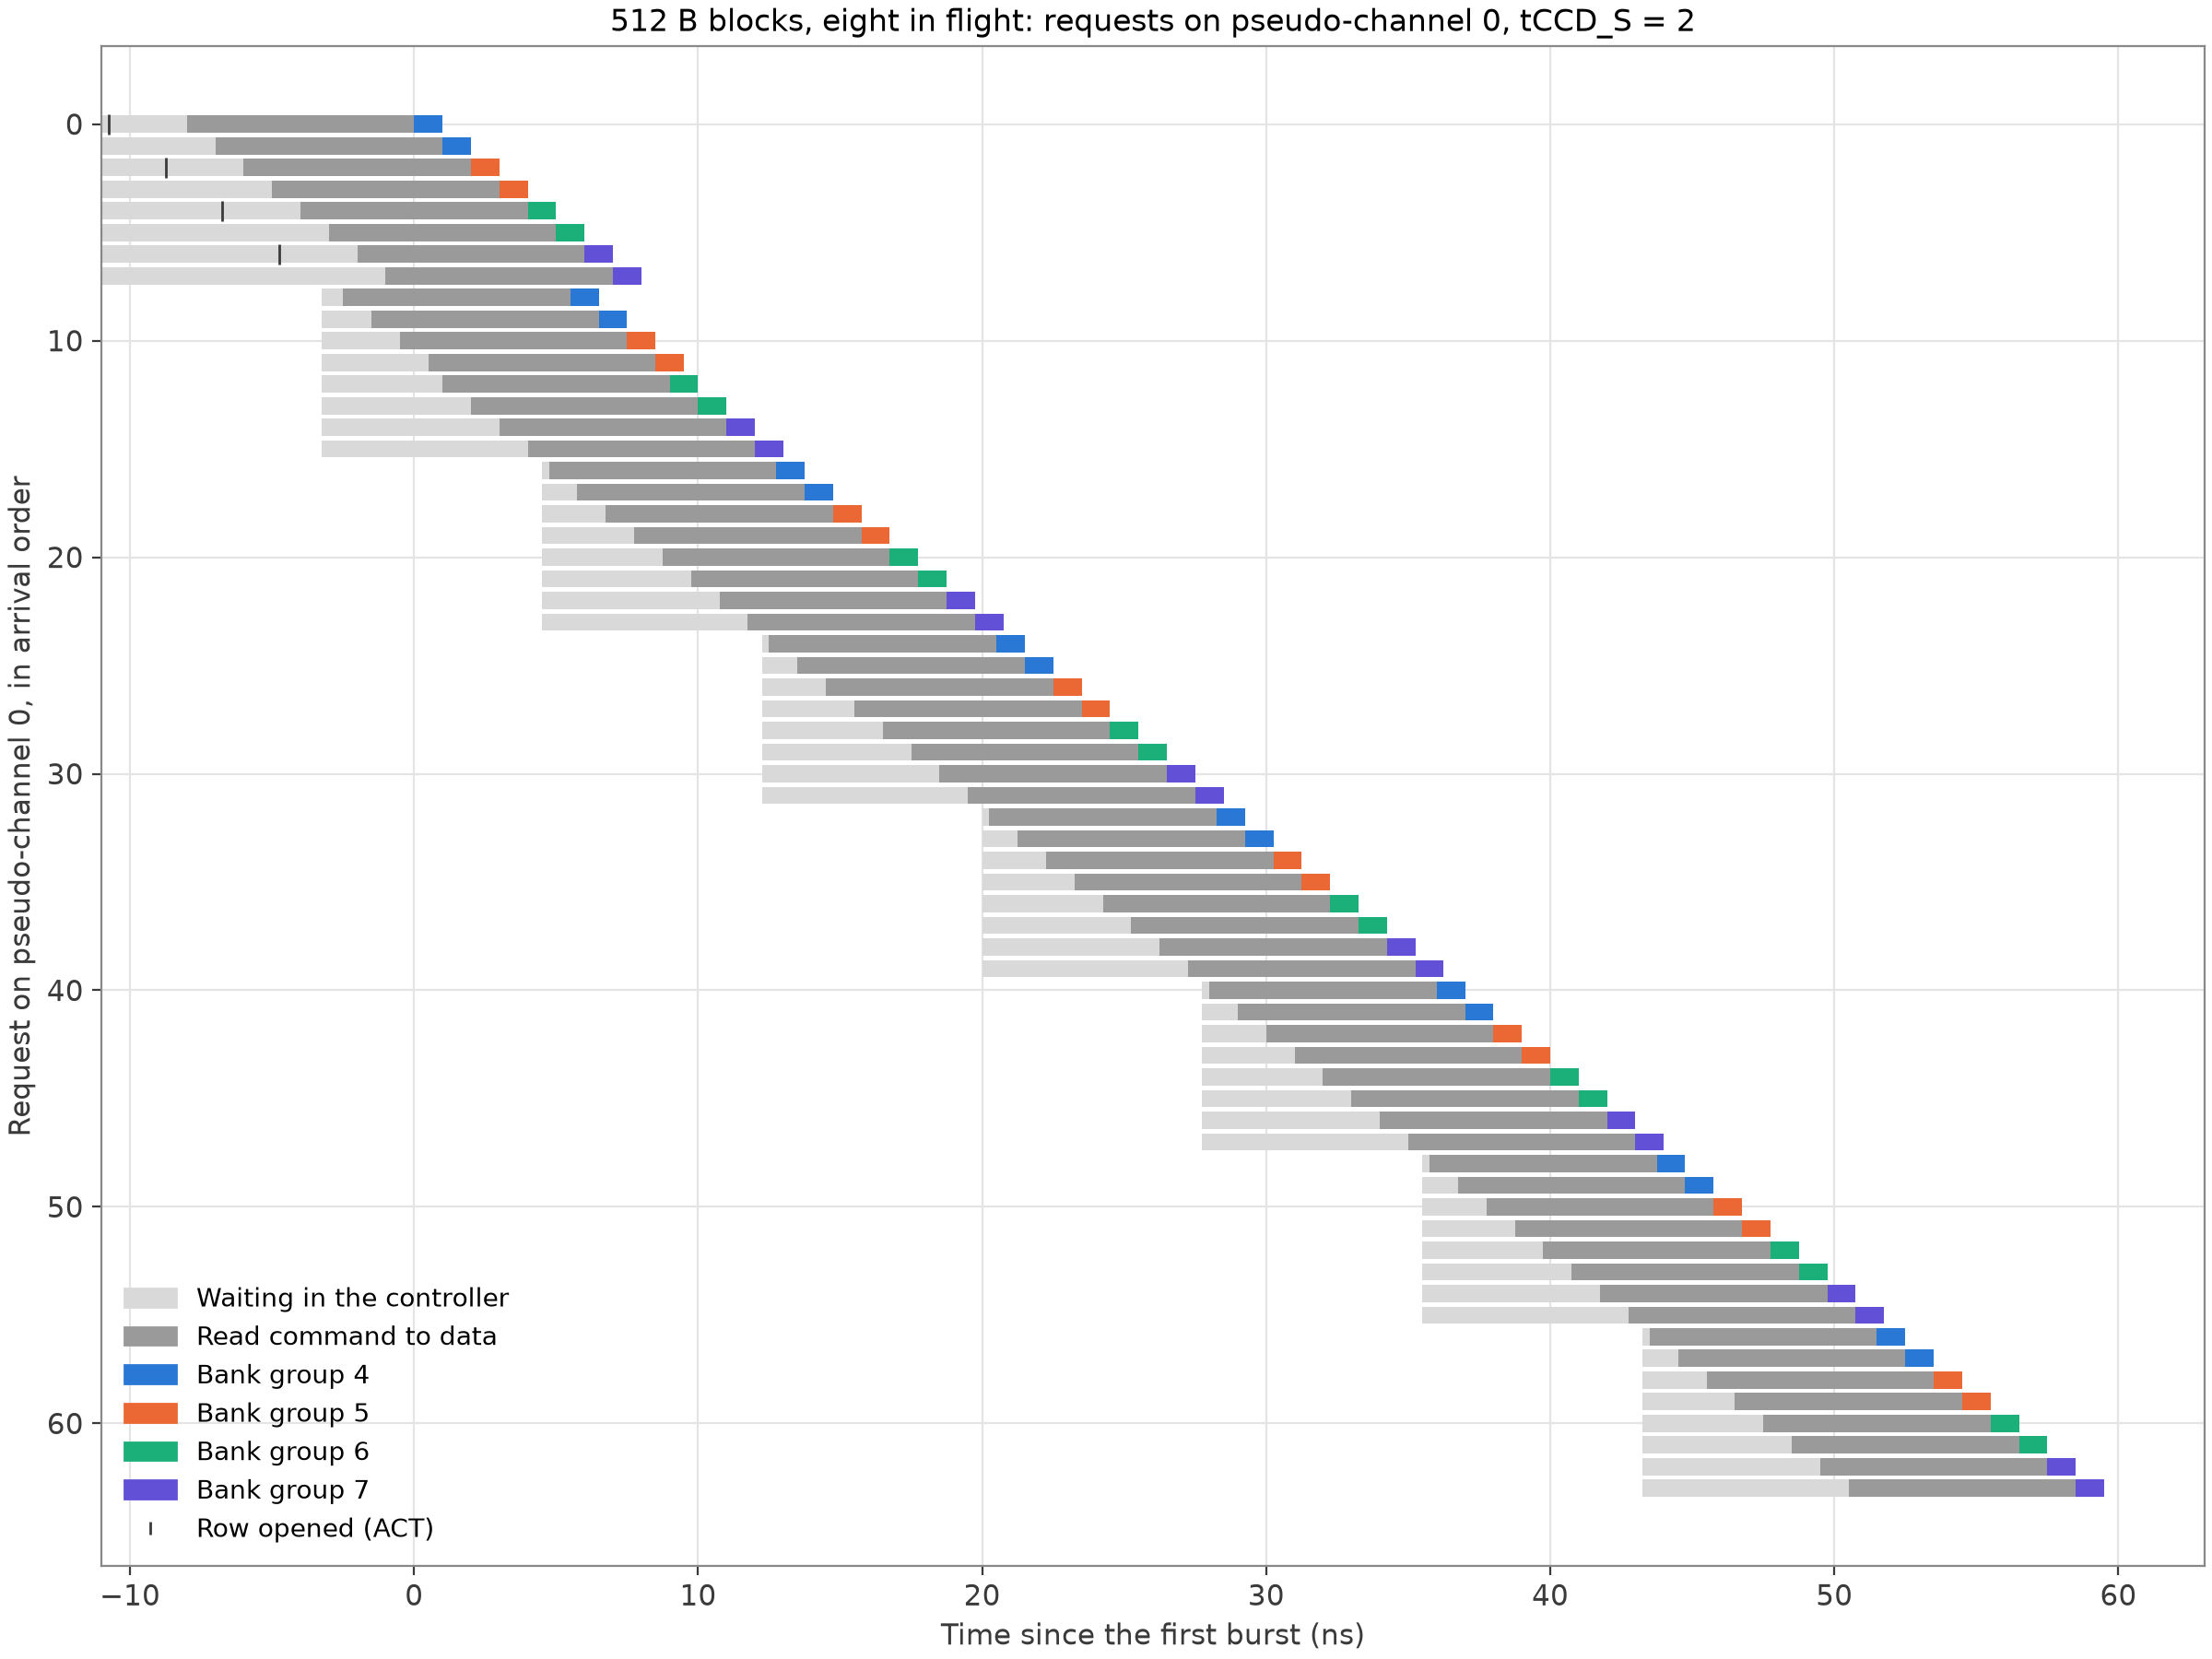 512 B blocks, eight in flight: requests on pseudo-channel 0, tCCD_S = 2
Request on pseudo-channel 0, in arrival order
0
10
20
30
40
50
60
Waiting in the controller
Read command to data
Bank group 4
Bank group 5
Bank group 6
Bank group 7
Row opened (ACT)
−10
0
10
20
30
40
50
60
Time since the first burst (ns)